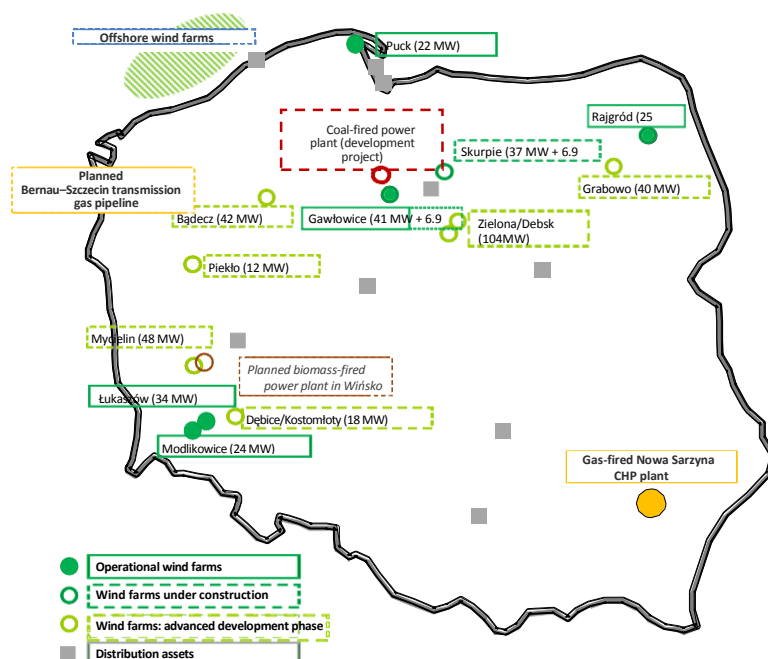 Offshore wind farms
Puck (22 MW)
Rajgród (25
Coal-fired power
plant (development
project)
Skurpie (37 MW + 6.9
Planned
Bernau–Szczecin transmission
gas pipeline
Grabowo (40 MW)
Bądecz (42 MW)
Gawłowice (41 MW + 6.9
Zielona/Debsk
(104MW)
Piekło (12 MW)
Mycielin (48 MW)
Planned biomass-fired
power plant in Wińsko
Łukaszów (34 MW)
Dębice/Kostomłoty (18 MW)
Modlikowice (24 MW)
Gas-fired Nowa Sarzyna
CHP plant
Operational wind farms
Wind farms under construction
Wind farms: advanced development phase
Distribution assets